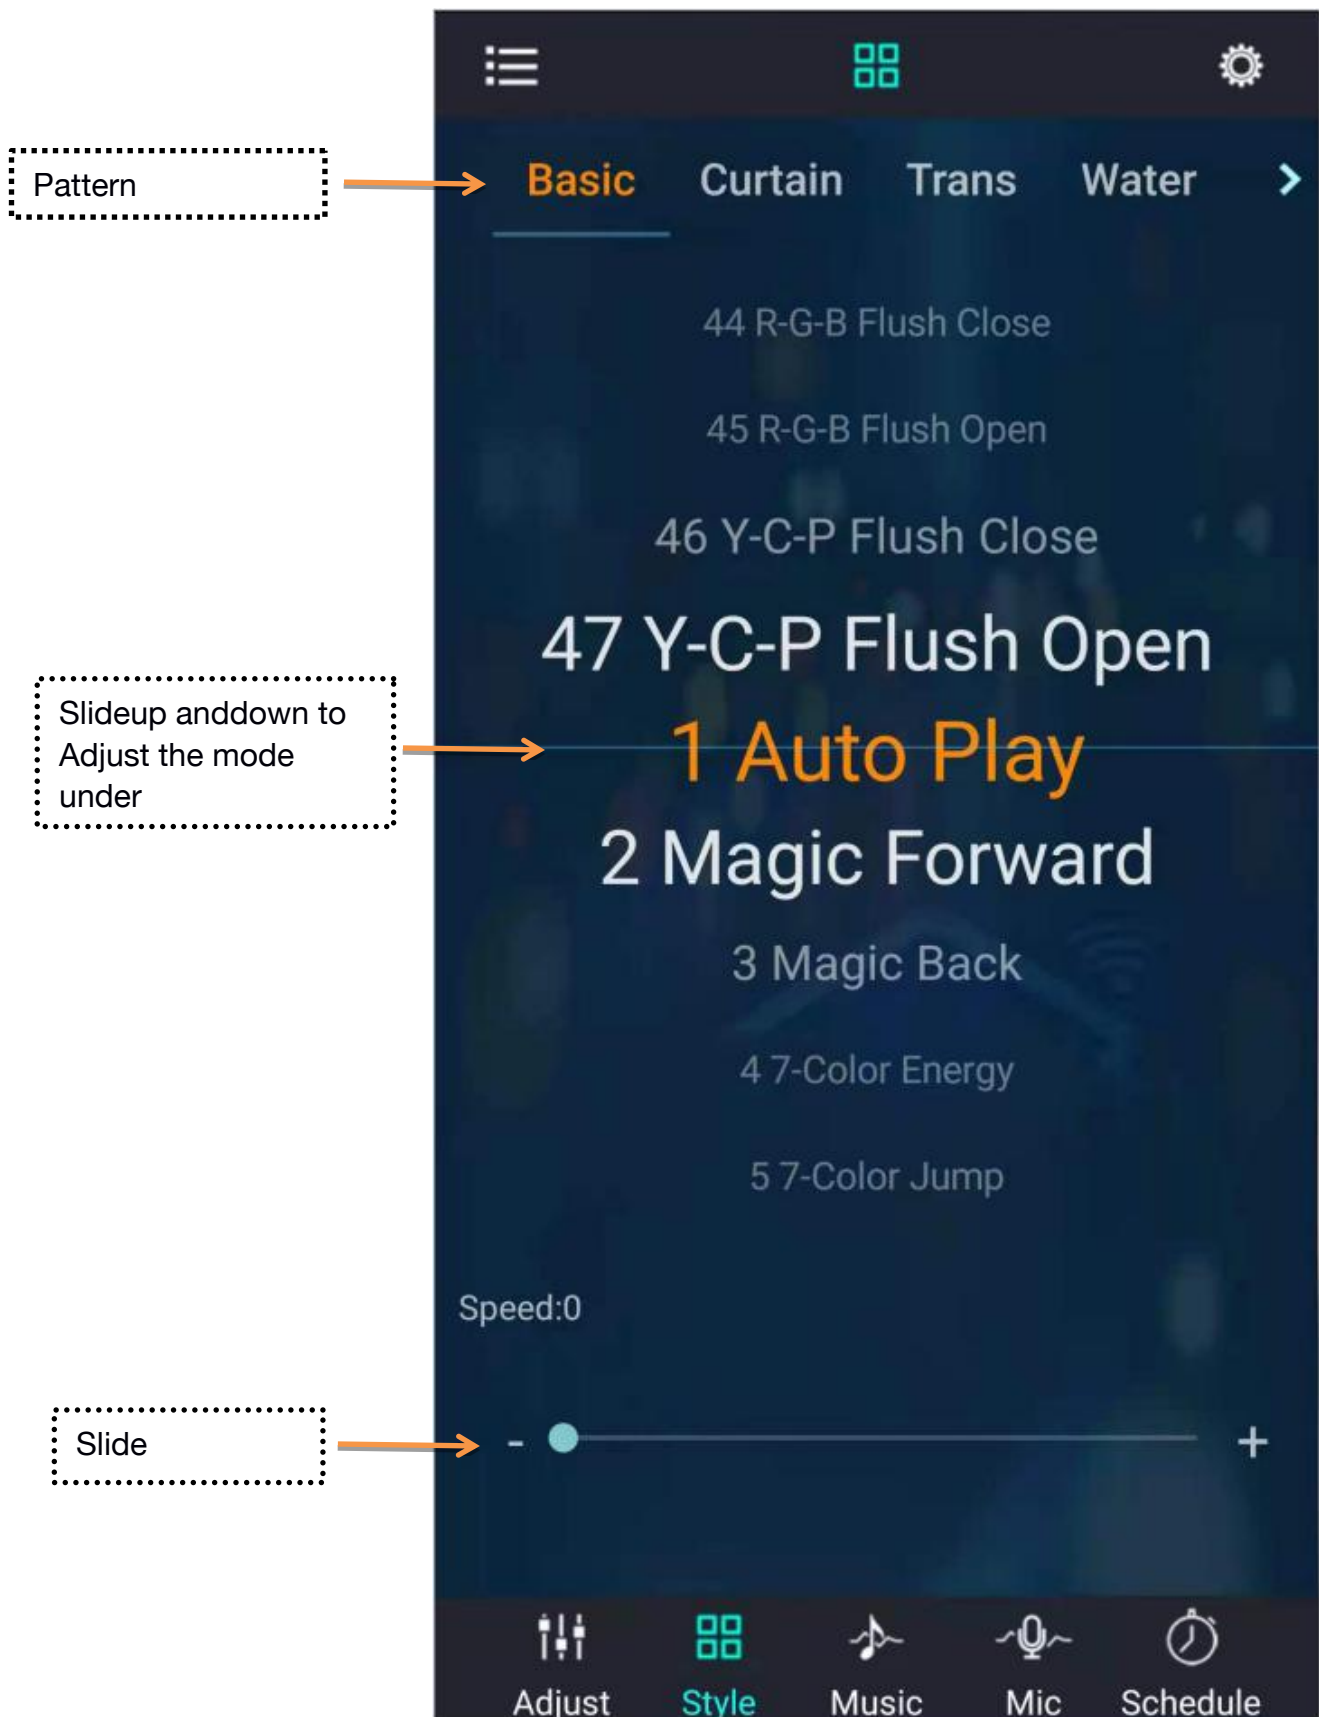 Pattern
Basic Curtain Trans Water
44 R-G-B Flush Close
45 R-G-B Flush Open
46 Y-C-P Flush Close
47 Y-C-P Flush Open
Slideup anddown to
Adjust the mode
under
1 Auto Play
2 Magic Forward
3 Magic Back
4 7-Color Energy
5 7-Color Jump
Speed:0
Slide
- +
Adjust Style Music Mic Schedule